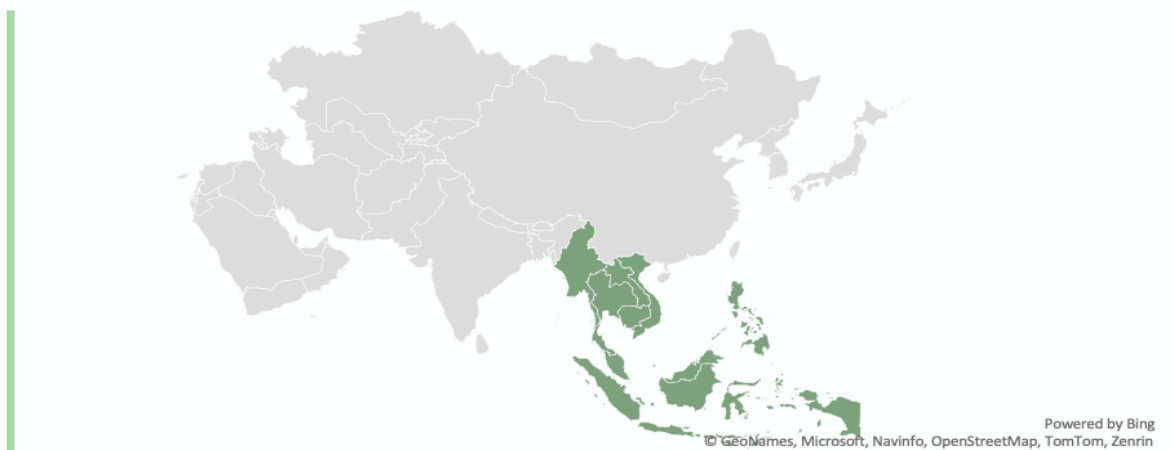 Powered by Bing
© GeoNames, Microsoft, Navinfo, OpenStreetMap, TomTom, Zenrin